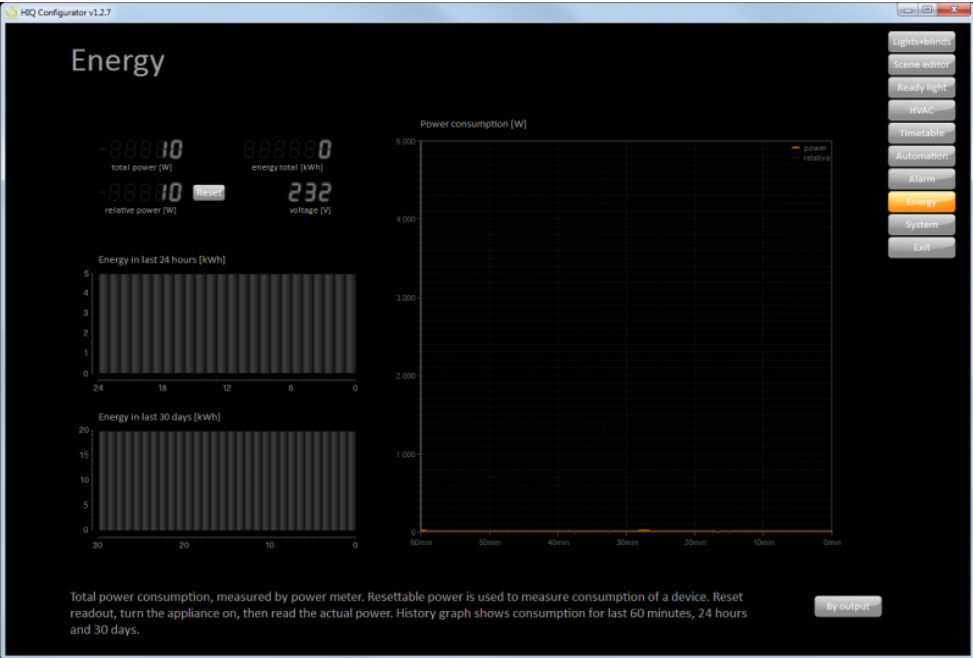 HIQ Configurator v1.2.7
Energy
Lights+blinds
Scene editor
Ready light
HVAC
Timetable
Automation
Alarm
Energy
System
Exit
10
total power [W]
0
energy total [kWh]
10
relative power [W]
Reset
232
voltage [V]
Energy in last 24 hours [kWh]
5
4
3
2
1
0
24 18 12 6 0
Energy in last 30 days [kWh]
20
15
10
5
0
30 20 10 0
Power consumption [W]
power
relative
5.000
4.000
3.000
2.000
1.000
0
60min 50min 40min 30min 20min 10min 0min
Total power consumption, measured by power meter. Resettable power is used to measure consumption of a device. Reset
readout, turn the appliance on, then read the actual power. History graph shows consumption for last 60 minutes, 24 hours
and 30 days.
By output